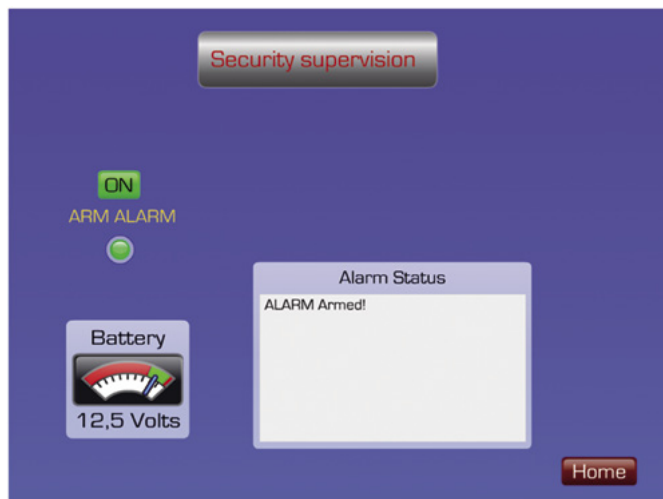 Security supervision
ON
ARM ALARM
Alarm Status
ALARM Armed!
Battery
12,5 Volts
Home